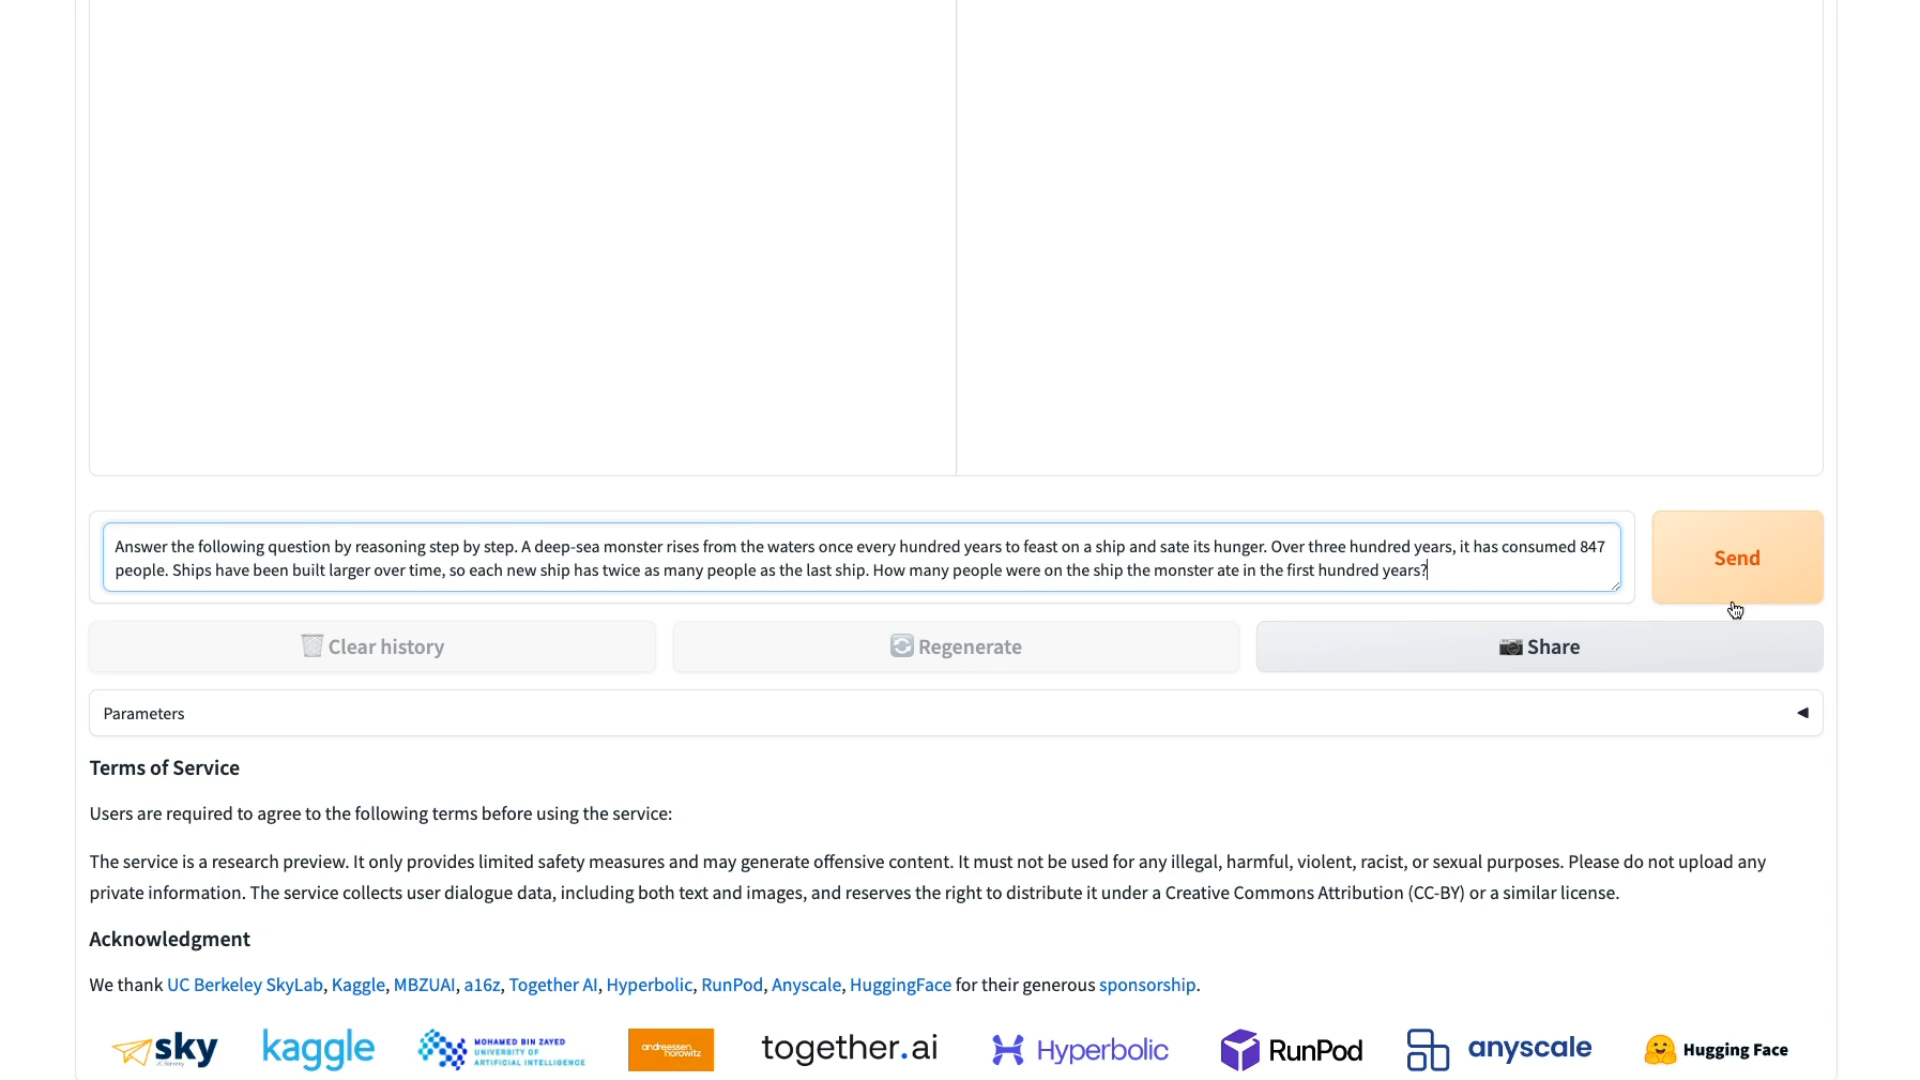 Answer the following question by reasoning step by step. A deep-sea monster rises from the waters once every hundred years to feast on a ship and sate its hunger. Over three hundred years, it has consumed 847
people. Ships have been built larger over time, so each new ship has twice as many people as the last ship. How many people were on the ship the monster ate in the first hundred years?
Send
Clear history
Regenerate
Share
Parameters
Terms of Service
Users are required to agree to the following terms before using the service:
The service is a research preview. It only provides limited safety measures and may generate offensive content. It must not be used for any illegal, harmful, violent, racist, or sexual purposes. Please do not upload any
private information. The service collects user dialogue data, including both text and images, and reserves the right to distribute it under a Creative Commons Attribution (CC-BY) or a similar license.
Acknowledgment
We thank UC Berkeley SkyLab, Kaggle, MBZUAI, a16z, Together AI, Hyperbolic, RunPod, Anyscale, HuggingFace for their generous sponsorship.
sky
kaggle
MOHAMED BIN ZAYED
UNIVERSITY OF
ARTIFICIAL INTELLIGENCE
andreessen
horowitz
together.ai
Hyperbolic
RunPod
anyscale
Hugging Face